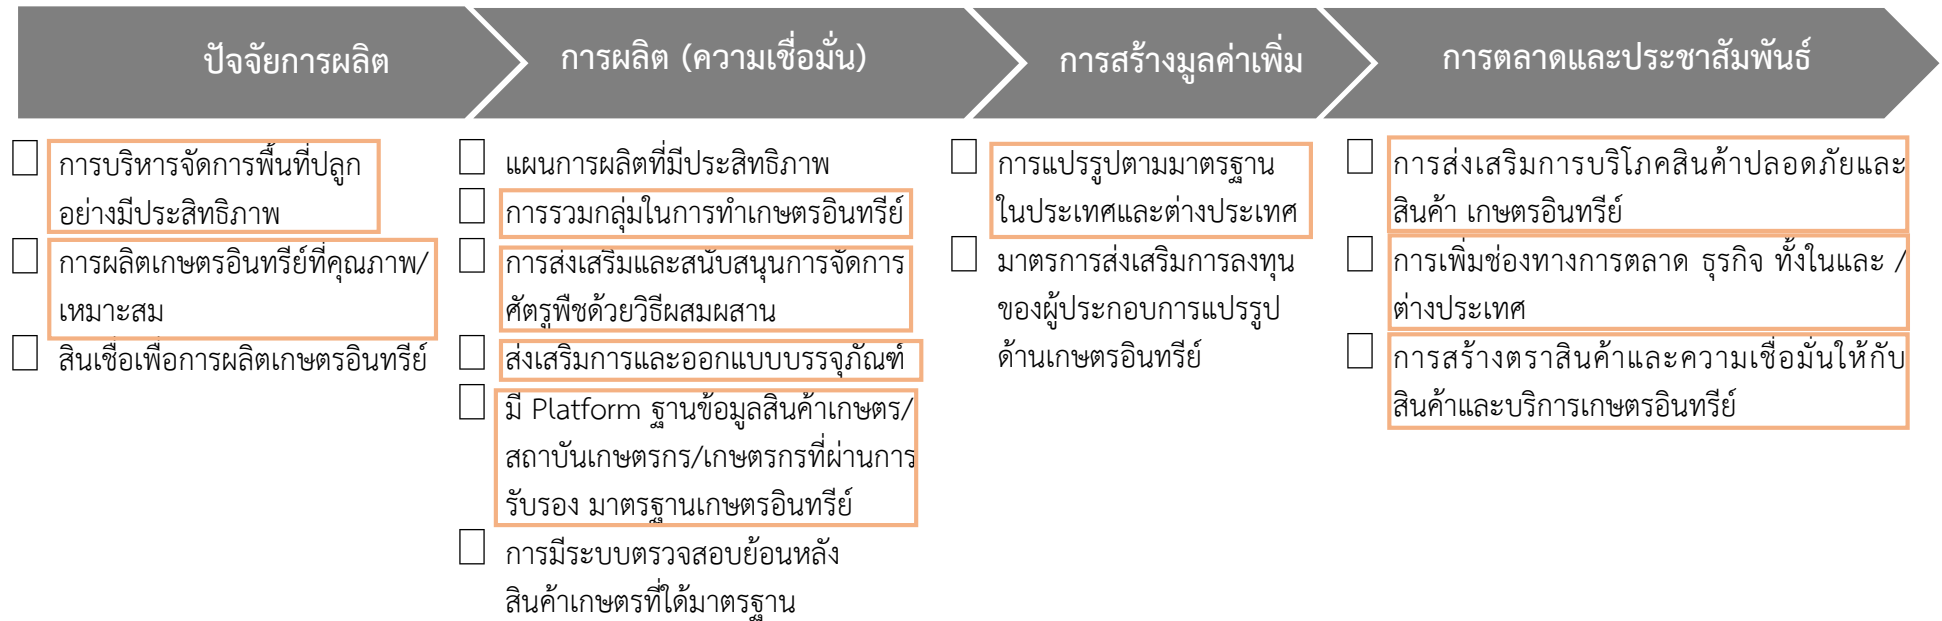 ปัจจัยการผลิต
การผลิต (ความเชื่อมั่น)
การสร้างมูลค่าเพิ่ม
การตลาดและประชาสัมพันธ์
การบริหารจัดการพื้นที่ปลูก
อย่างมีประสิทธิภาพ
การผลิตเกษตรอินทรีย์ที่คุณภาพ/
เหมาะสม
สินเชื่อเพื่อการผลิตเกษตรอินทรีย์
แผนการผลิตที่มีประสิทธิภาพ
การรวมกลุ่มในการทำเกษตรอินทรีย์
การส่งเสริมและสนับสนุนการจัดการ
ศัตรูพืชด้วยวิธีผสมผสาน
ส่งเสริมการและออกแบบบรรจุภัณฑ์
มี Platform ฐานข้อมูลสินค้าเกษตร/
สถาบันเกษตรกร/เกษตรกรที่ผ่านการ
รับรอง มาตรฐานเกษตรอินทรีย์
การมีระบบตรวจสอบย้อนหลัง
สินค้าเกษตรที่ได้มาตรฐาน
การแปรรูปตามมาตรฐาน
ในประเทศและต่างประเทศ
มาตรการส่งเสริมการลงทุน
ของผู้ประกอบการแปรรูป
ด้านเกษตรอินทรีย์
การส่งเสริมการบริโภคสินค้าปลอดภัยและ
สินค้า เกษตรอินทรีย์
การเพิ่มช่องทางการตลาด ธุรกิจ ทั้งในและ /
ต่างประเทศ
การสร้างตราสินค้าและความเชื่อมั่นให้กับ
สินค้าและบริการเกษตรอินทรีย์